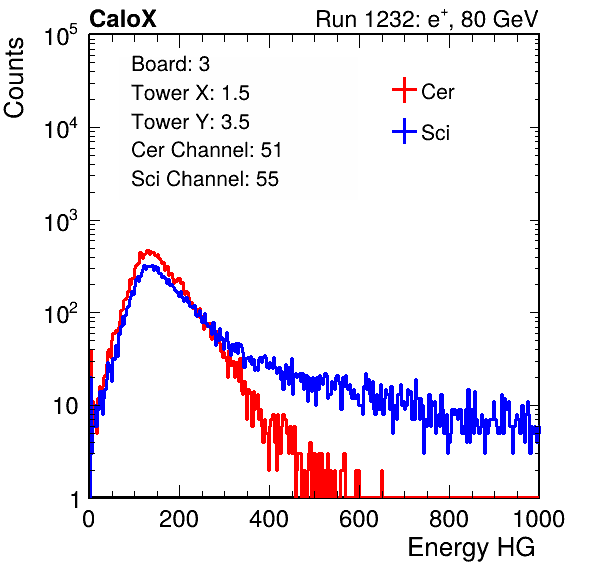 CaloX Run 1232: e⁺, 80 GeV
Counts
Board: 3
Tower X: 1.5
Tower Y: 3.5
Cer Channel: 51
Sci Channel: 55
Cer
Sci
10⁵
10⁴
10³
10²
10
1
0 200 400 600 800 1000
Energy HG